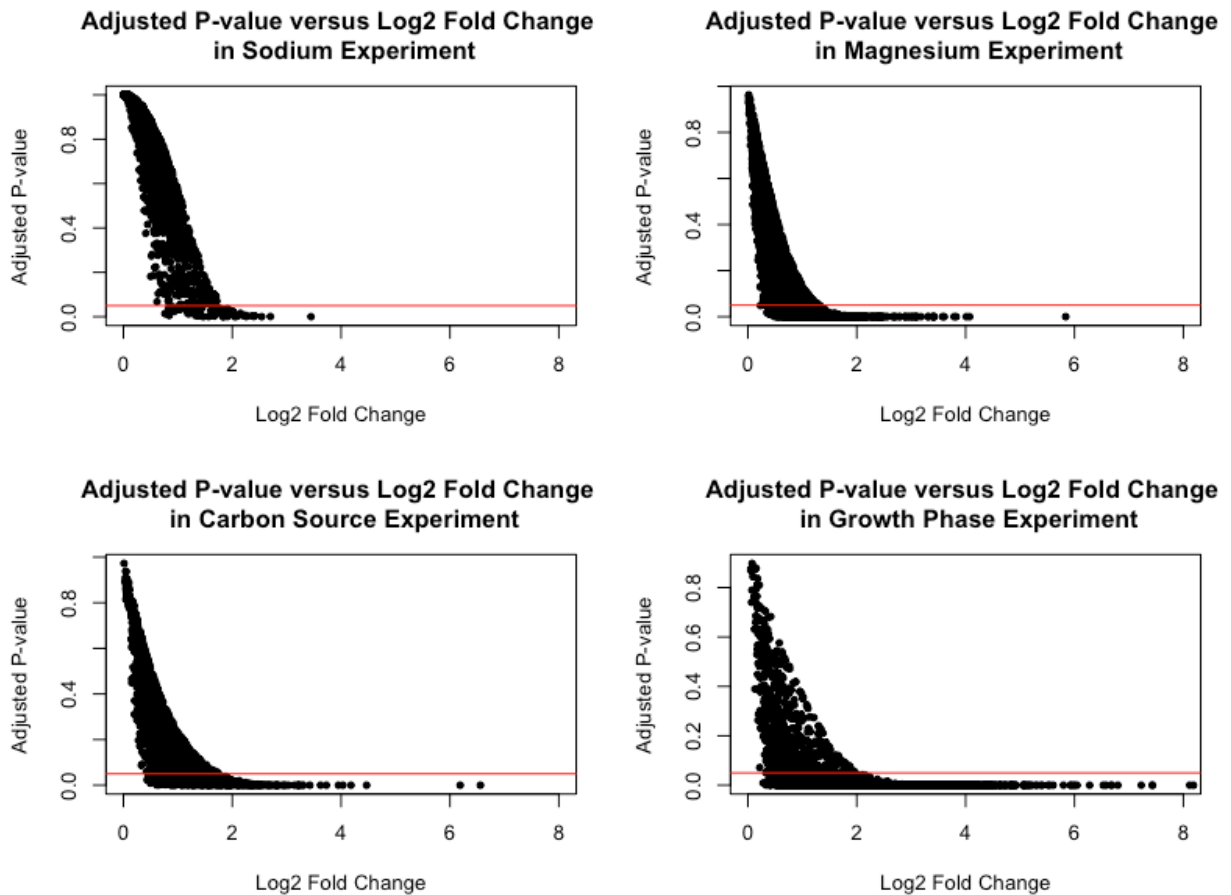 Adjusted P-value versus Log2 Fold Change
in Sodium Experiment
Adjusted P-value
0.8
0.4
0.0
0 2 4 6 8
Log2 Fold Change
Adjusted P-value versus Log2 Fold Change
in Magnesium Experiment
Adjusted P-value
0.8
0.4
0.0
0 2 4 6 8
Log2 Fold Change
Adjusted P-value versus Log2 Fold Change
in Carbon Source Experiment
Adjusted P-value
0.8
0.4
0.0
0 2 4 6 8
Log2 Fold Change
Adjusted P-value versus Log2 Fold Change
in Growth Phase Experiment
Adjusted P-value
0.8
0.6
0.4
0.2
0.0
0 2 4 6 8
Log2 Fold Change